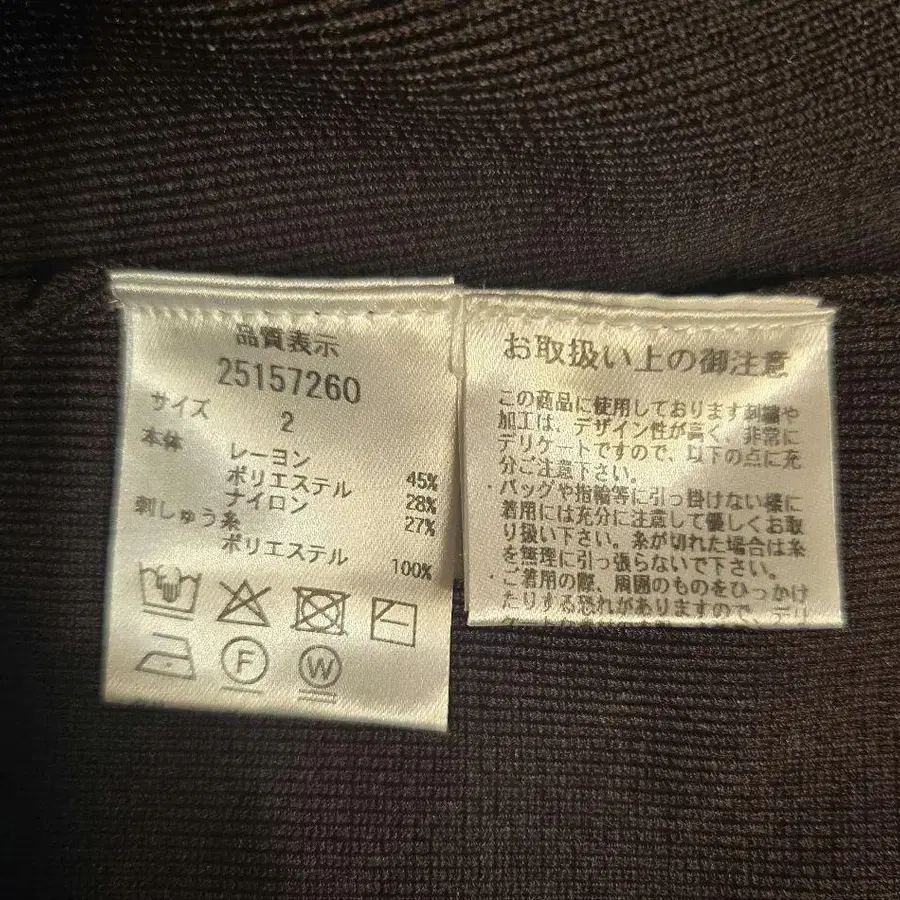 品質表示
25157260
サイズ
2
本体
レーヨン 45%
ポリエステル 28%
ナイロン 27%
刺しゅう糸
ポリエステル 100%
F
W
お取扱い上の御注意
この商品に使用しております刺繍や
加工は、デザイン性が高く、非常に
デリケートですので、以下の点に充
分ご注意下さい。
・バッグや指輪等に引っ掛けない様に
着用には充分に注意して優しくお取
り扱い下さい。糸が切れた場合は糸
を無理に引っ張らないで下さい。
・ご着用の際、周囲のものをひっかけ
たりする恐れがありますので、デリ